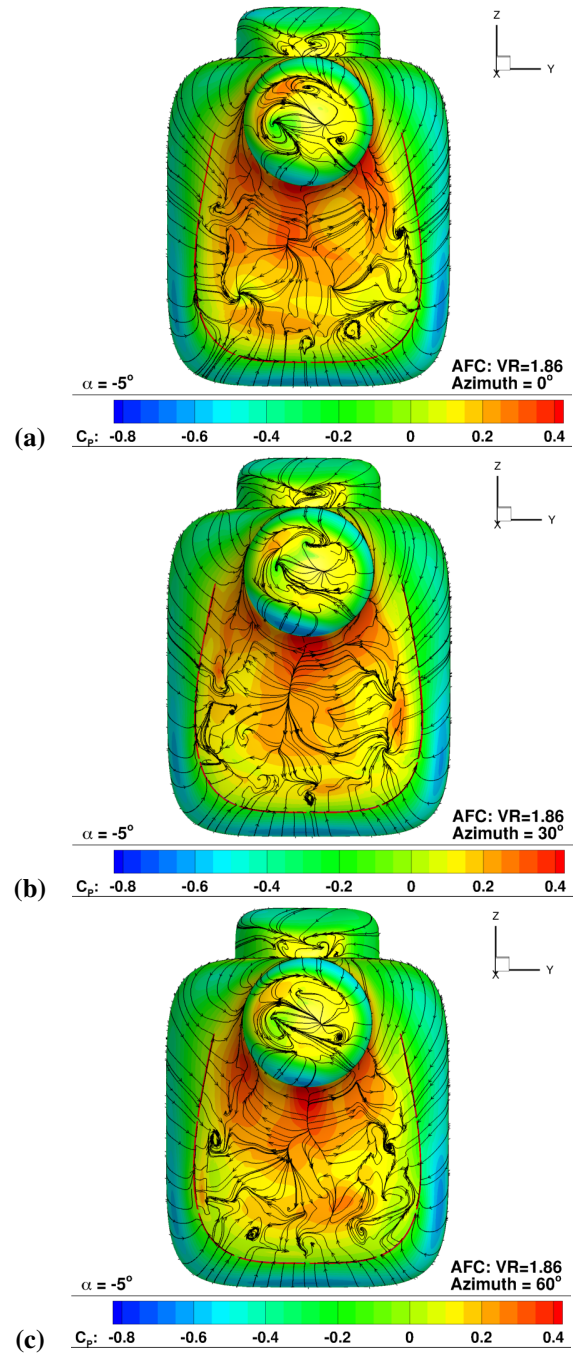 Z
X
Y
α = -5°
AFC: VR=1.86
Azimuth = 0°
(a)
C_P: -0.8 -0.6 -0.4 -0.2 0 0.2 0.4
Z
X
Y
α = -5°
AFC: VR=1.86
Azimuth = 30°
(b)
C_P: -0.8 -0.6 -0.4 -0.2 0 0.2 0.4
Z
X
Y
α = -5°
AFC: VR=1.86
Azimuth = 60°
(c)
C_P: -0.8 -0.6 -0.4 -0.2 0 0.2 0.4